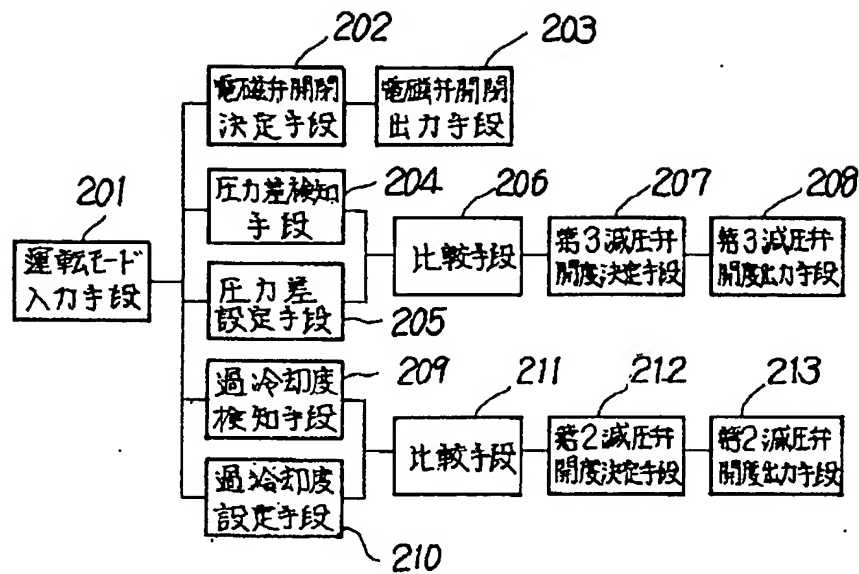 202
203
電磁弁開閉
決定手段
電磁弁開閉
出力手段
201
運転モード
入力手段
圧力差検知
手段
204
206
207
208
圧力差
設定手段
205
比較手段
第3減圧弁
開度決定手段
第3減圧弁
開度出力手段
過冷却度
検知手段
209
211
212
213
過冷却度
設定手段
210
比較手段
第2減圧弁
開度決定手段
第2減圧弁
開度出力手段